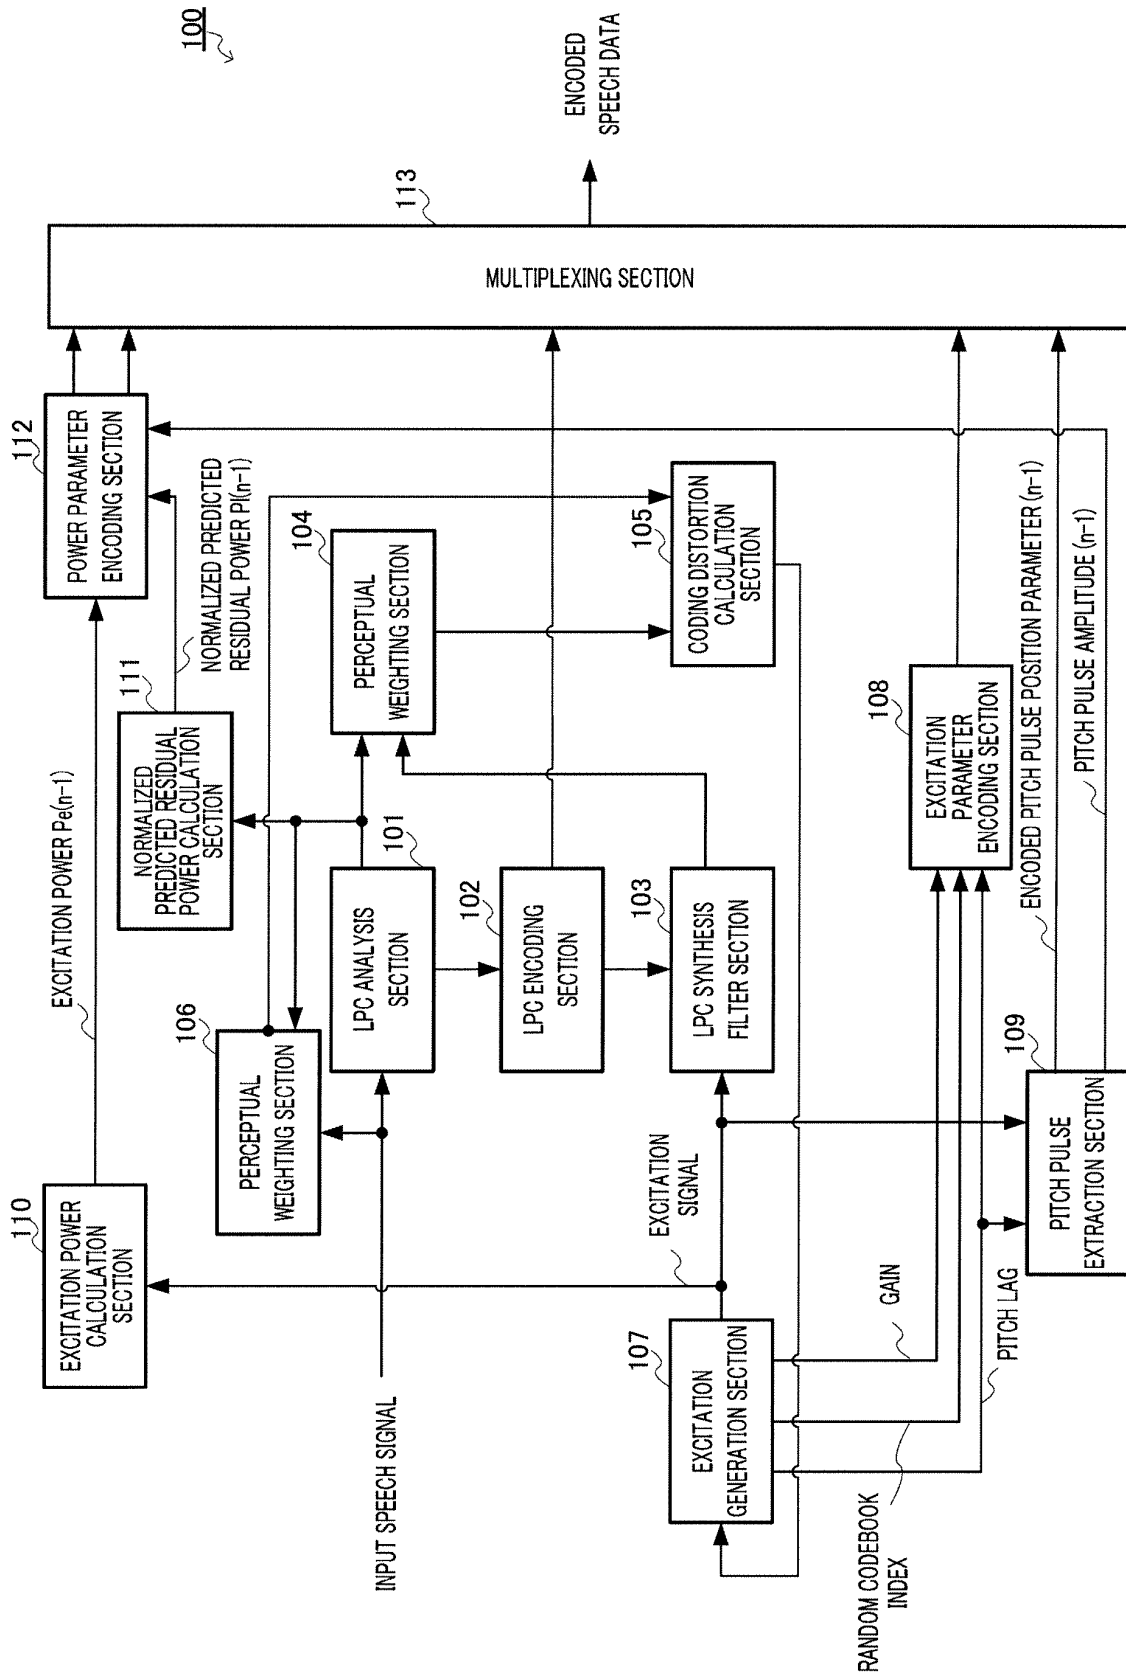 100
110
EXCITATION POWER
CALCULATION
SECTION
EXCITATION POWER Pe(n-1)
112
POWER PARAMETER
ENCODING SECTION
111
NORMALIZED
PREDICTED RESIDUAL
POWER CALCULATION
SECTION
NORMALIZED PREDICTED
RESIDUAL POWER Pl(n-1)
106
PERCEPTUAL
WEIGHTING SECTION
INPUT SPEECH SIGNAL
101
LPC ANALYSIS
SECTION
104
PERCEPTUAL
WEIGHTING SECTION
102
LPC ENCODING
SECTION
103
LPC SYNTHESIS
FILTER SECTION
105
CODING DISTORTION
CALCULATION
SECTION
113
MULTIPLEXING SECTION
ENCODED
SPEECH DATA
107
EXCITATION
GENERATION SECTION
EXCITATION
SIGNAL
RANDOM CODEBOOK
INDEX
GAIN
PITCH LAG
108
EXCITATION
PARAMETER
ENCODING SECTION
109
PITCH PULSE
EXTRACTION SECTION
ENCODED PITCH PULSE POSITION PARAMETER (n-1)
PITCH PULSE AMPLITUDE (n-1)